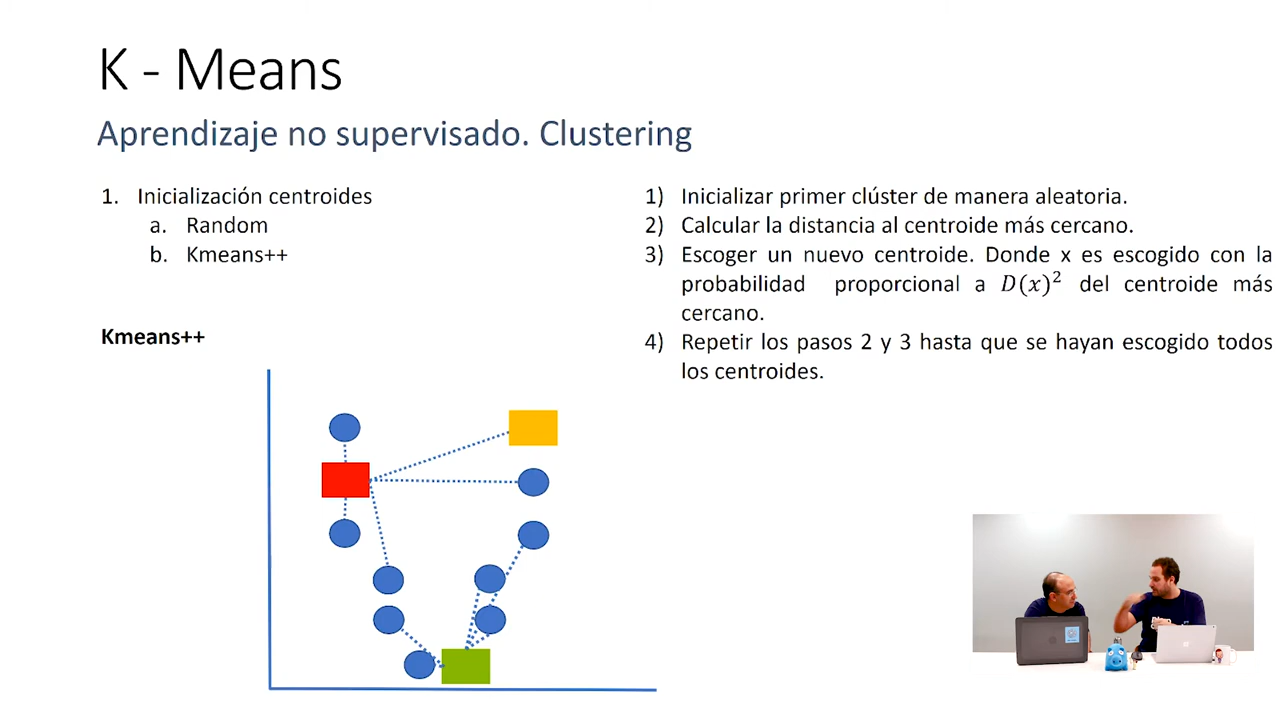 K - Means
Aprendizaje no supervisado. Clustering
1. Inicialización centroides
a. Random
b. Kmeans++
Kmeans++
1) Inicializar primer clúster de manera aleatoria.
2) Calcular la distancia al centroide más cercano.
3) Escoger un nuevo centroide. Donde x es escogido con la
probabilidad proporcional a D(x)² del centroide más
cercano.
4) Repetir los pasos 2 y 3 hasta que se hayan escogido todos
los centroides.